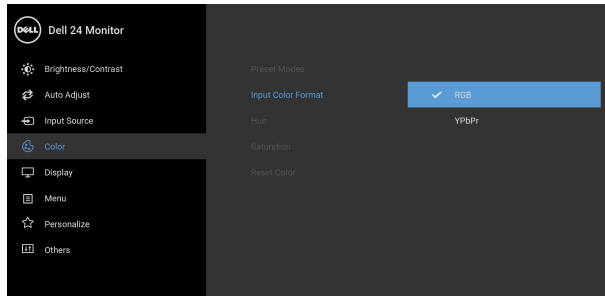 DELL Dell 24 Monitor
Brightness/Contrast
Auto Adjust
Input Source
Color
Display
Menu
Personalize
Others
Preset Modes
Input Color Format
Hue
Saturation
Reset Color
RGB
YPbPr